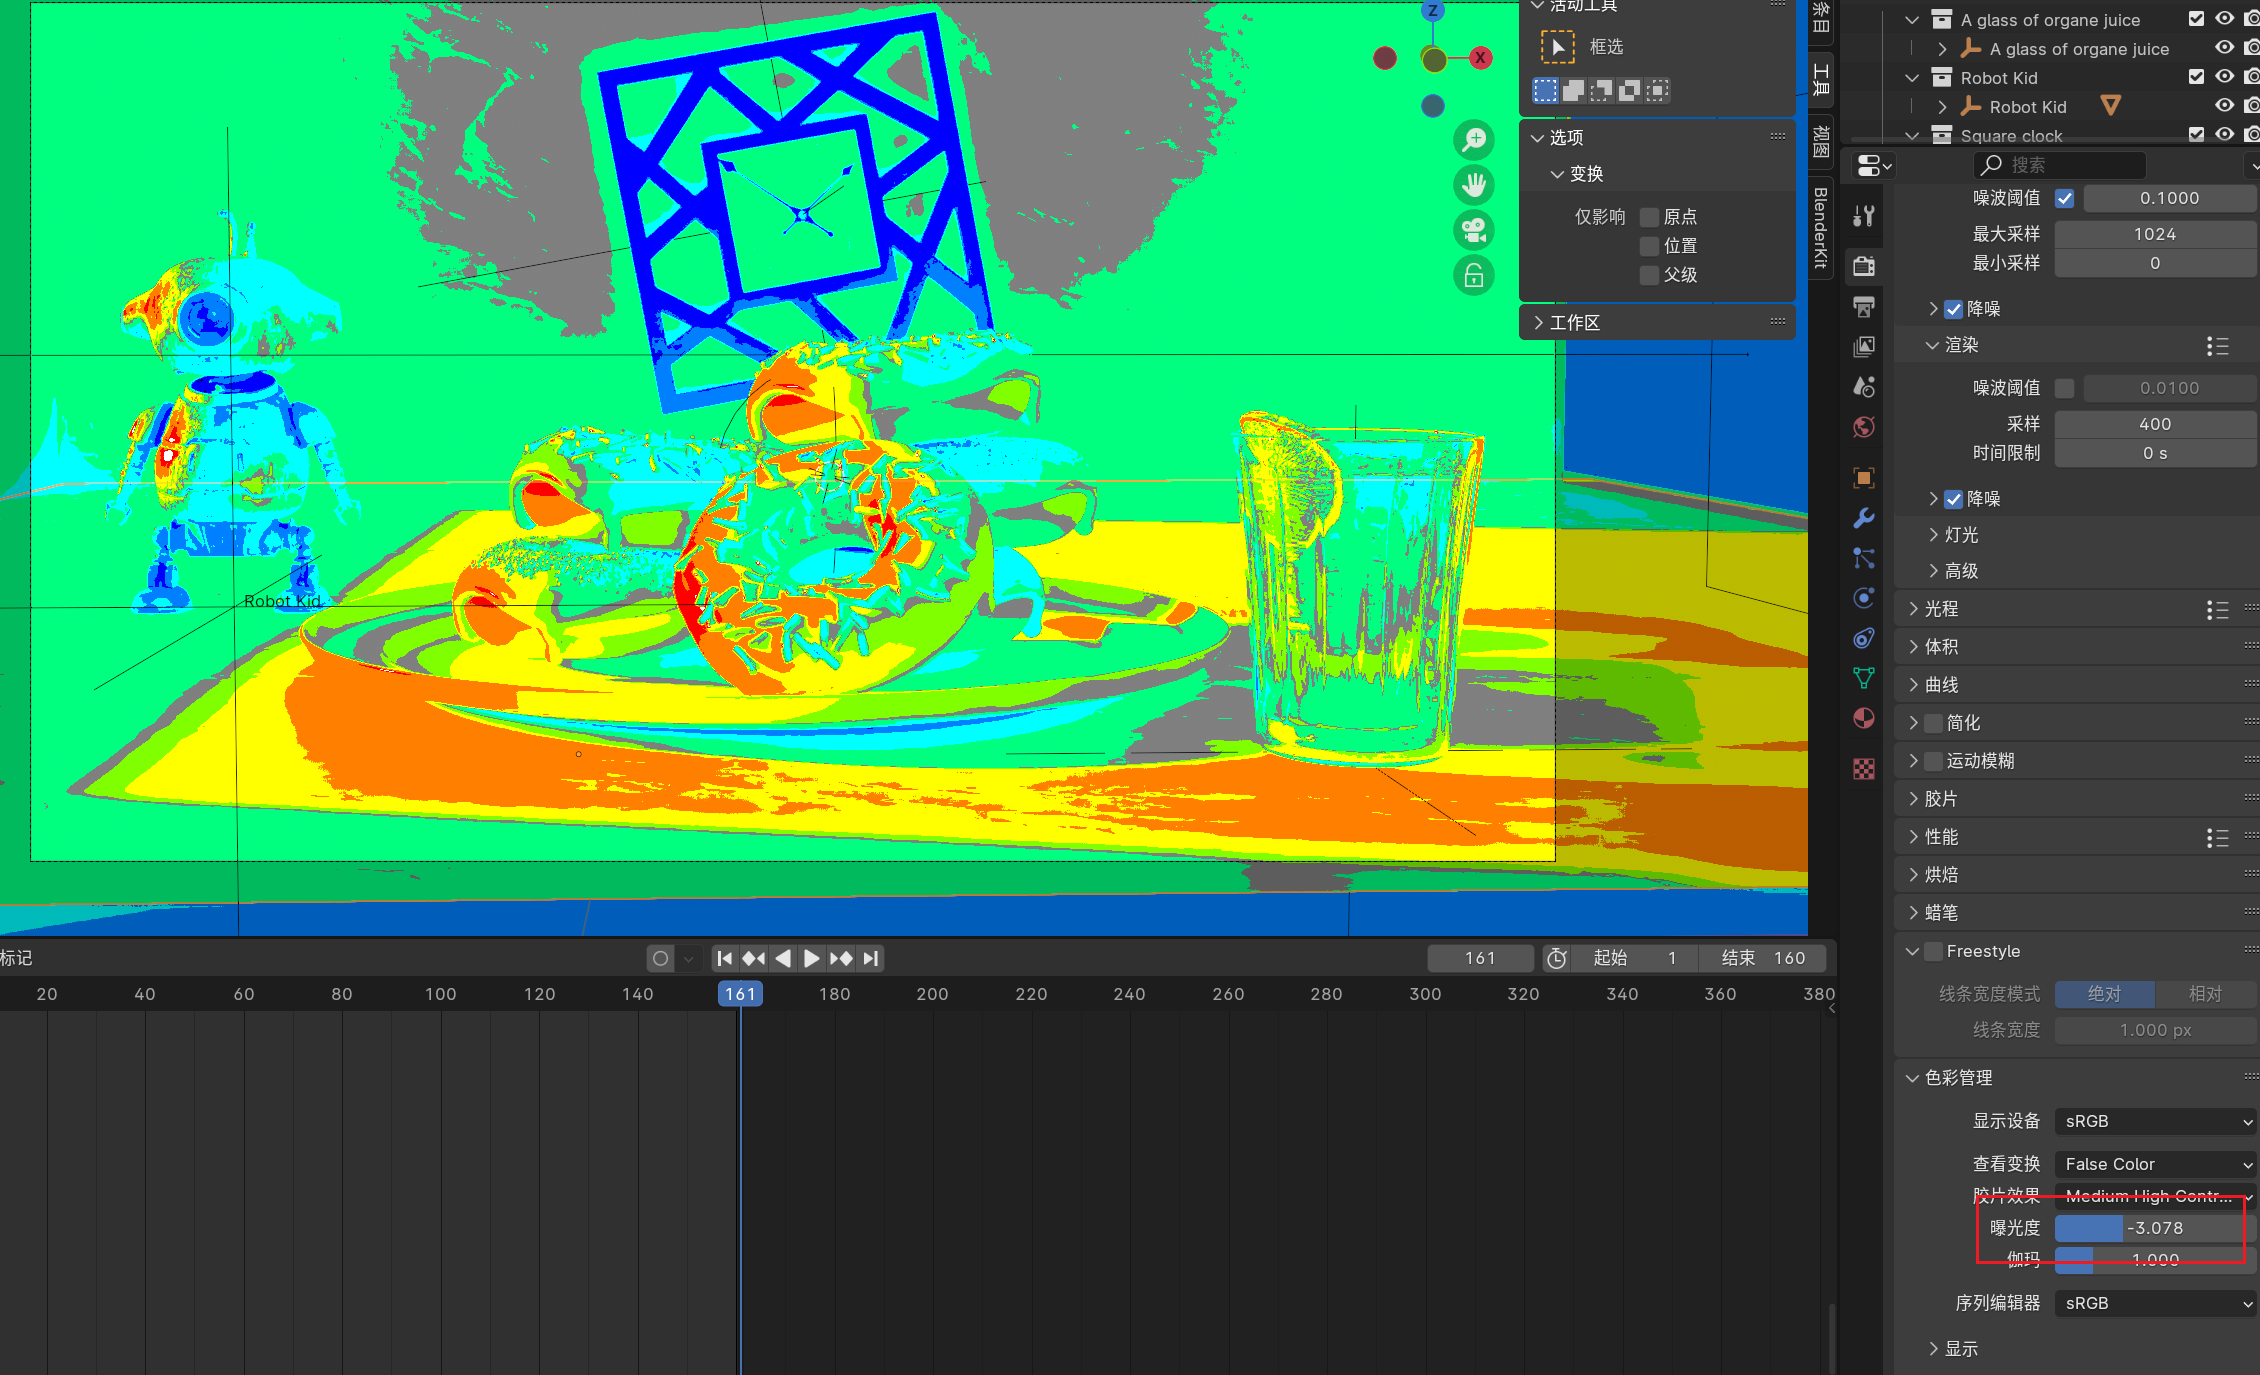 活动工具
框选
选项
变换
仅影响 原点
位置
父级
工作区
条目
工具
视图
BlenderKit
Z
X
Robot Kid
A glass of organe juice
A glass of organe juice
Robot Kid
Robot Kid
Square clock
搜索
噪波阈值 0.1000
最大采样 1024
最小采样 0
降噪
渲染
噪波阈值 0.0100
采样 400
时间限制 0 s
降噪
灯光
高级
光程
体积
曲线
简化
运动模糊
胶片
性能
烘焙
蜡笔
Freestyle
线条宽度模式 绝对 相对
线条宽度 1.000 px
色彩管理
显示设备 sRGB
查看变换 False Color
胶片效果 Medium High Contr...
曝光度 -3.078
伽玛 1.000
序列编辑器 sRGB
显示
标记
161 起始 1 结束 160
20 40 60 80 100 120 140 161 180 200 220 240 260 280 300 320 340 360 380